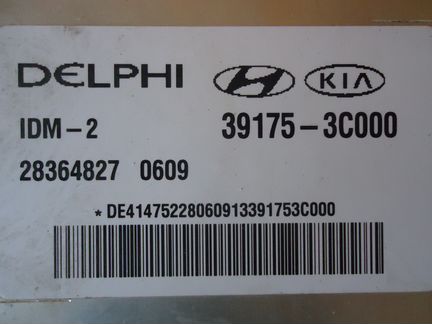 DELPHI KIA
IDM-2 39175-3C000
28364827 0609
*DE41475228060913391753C000